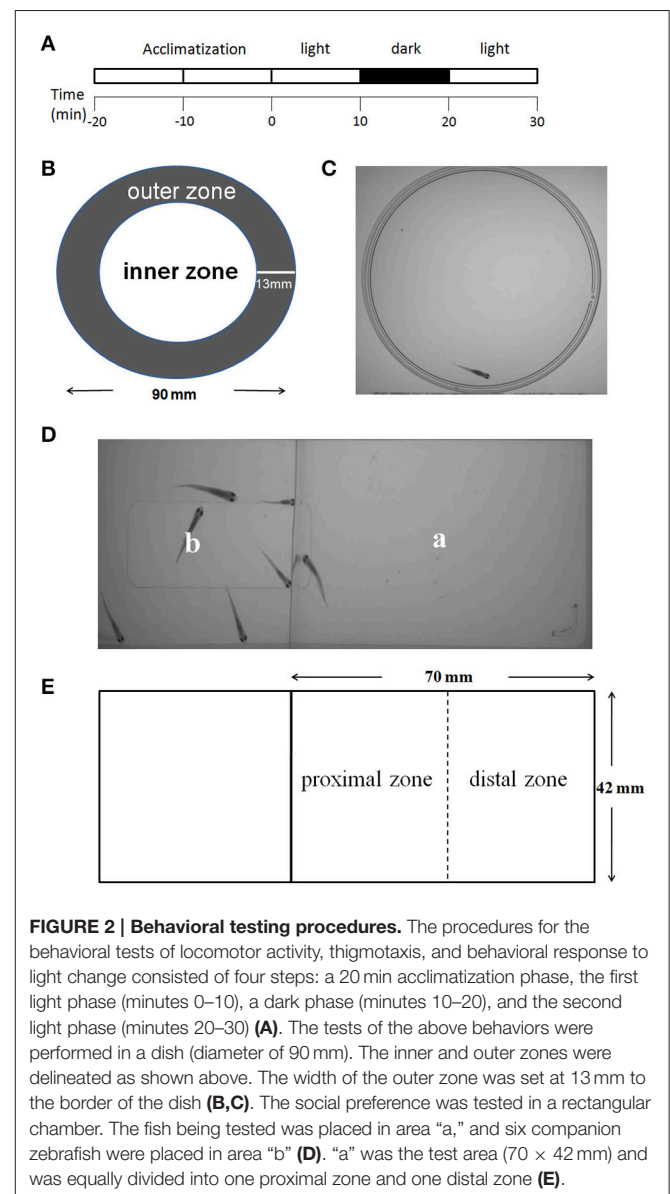 A
Acclimatization light dark light
Time
(min)
-20 -10 0 10 20 30
B
outer zone
inner zone
13mm
90 mm
C
D
b
a
E
70 mm
proximal zone distal zone
42 mm
FIGURE 2 | Behavioral testing procedures. The procedures for the
behavioral tests of locomotor activity, thigmotaxis, and behavioral response to
light change consisted of four steps: a 20 min acclimatization phase, the first
light phase (minutes 0–10), a dark phase (minutes 10–20), and the second
light phase (minutes 20–30) (A). The tests of the above behaviors were
performed in a dish (diameter of 90 mm). The inner and outer zones were
delineated as shown above. The width of the outer zone was set at 13 mm to
the border of the dish (B,C). The social preference was tested in a rectangular
chamber. The fish being tested was placed in area “a,” and six companion
zebrafish were placed in area “b” (D). “a” was the test area (70 × 42 mm) and
was equally divided into one proximal zone and one distal zone (E).